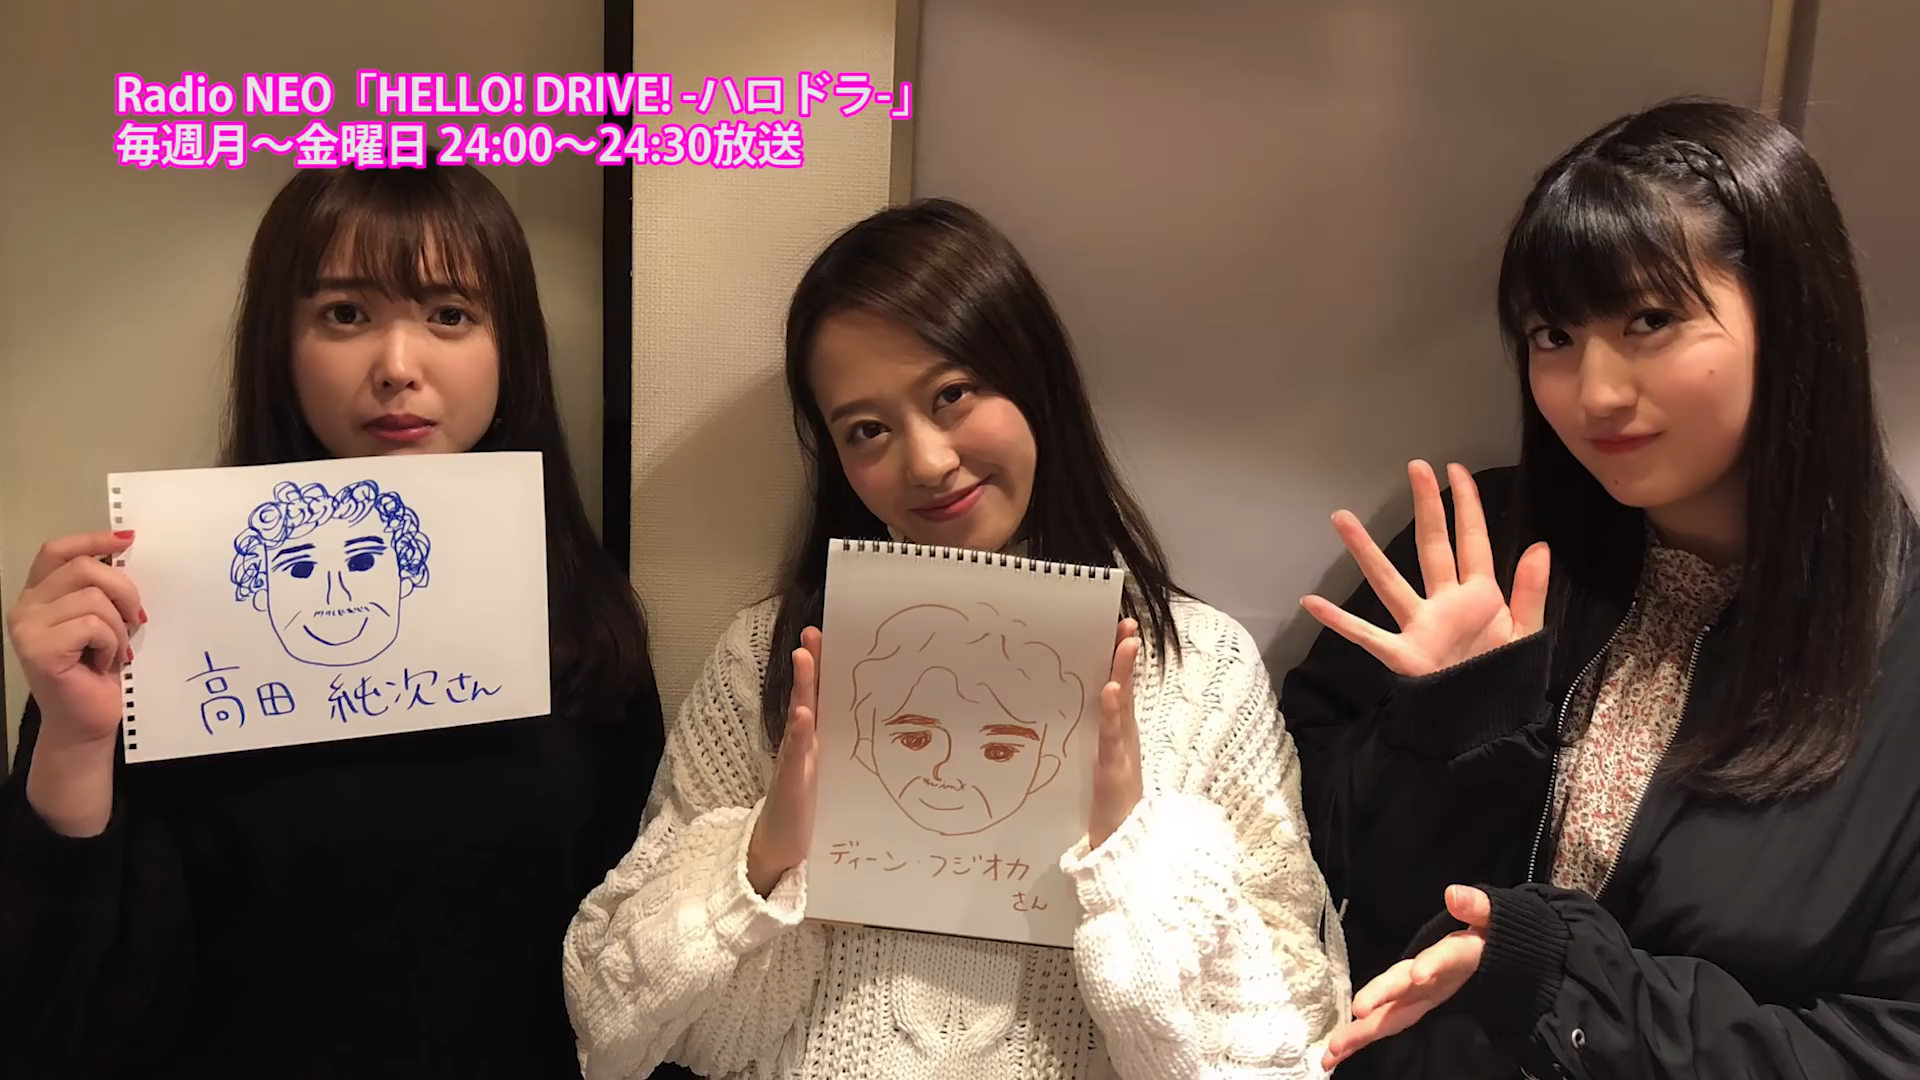 Radio NEO「HELLO! DRIVE! -ハロドラ-」
毎週月～金曜日 24:00～24:30放送
高田 純次さん
ディーン・フジオカ
さん